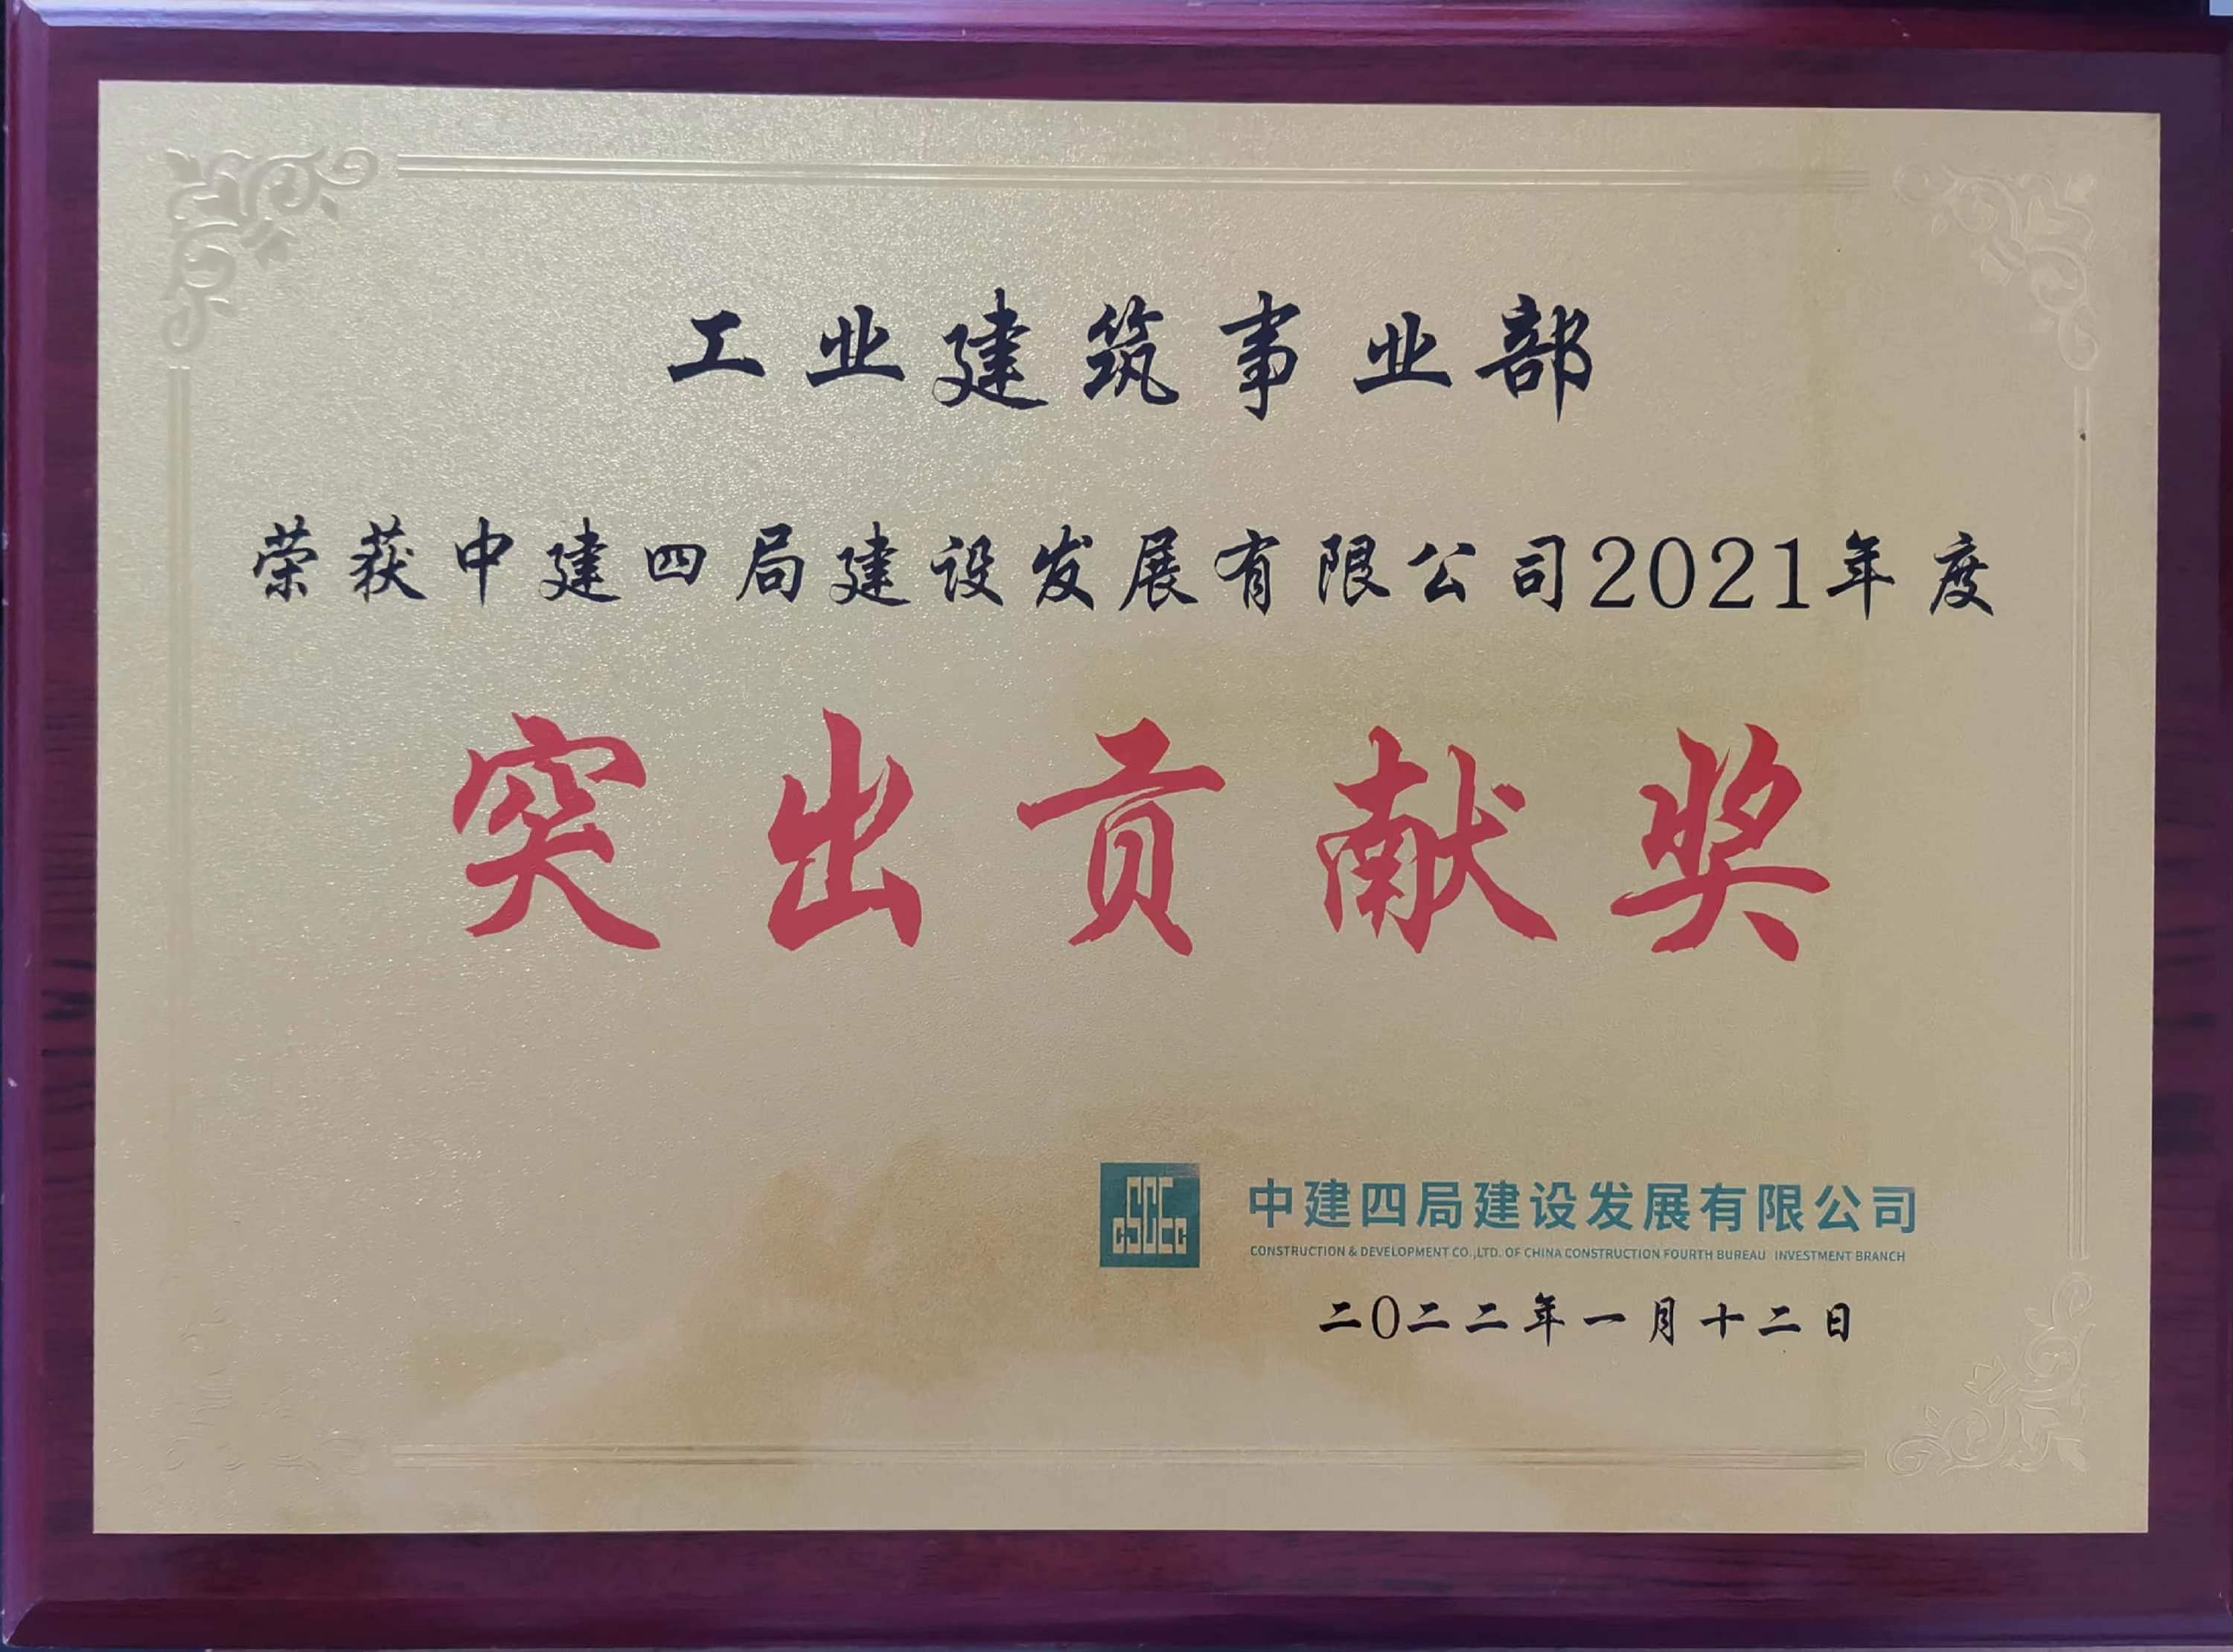 工业建筑事业部
荣获中建四局建设发展有限公司2021年度
突出贡献奖
CSCEC
中建四局建设发展有限公司
CONSTRUCTION & DEVELOPMENT CO.,LTD. OF CHINA CONSTRUCTION FOURTH BUREAU INVESTMENT BRANCH
二0二二年一月十二日